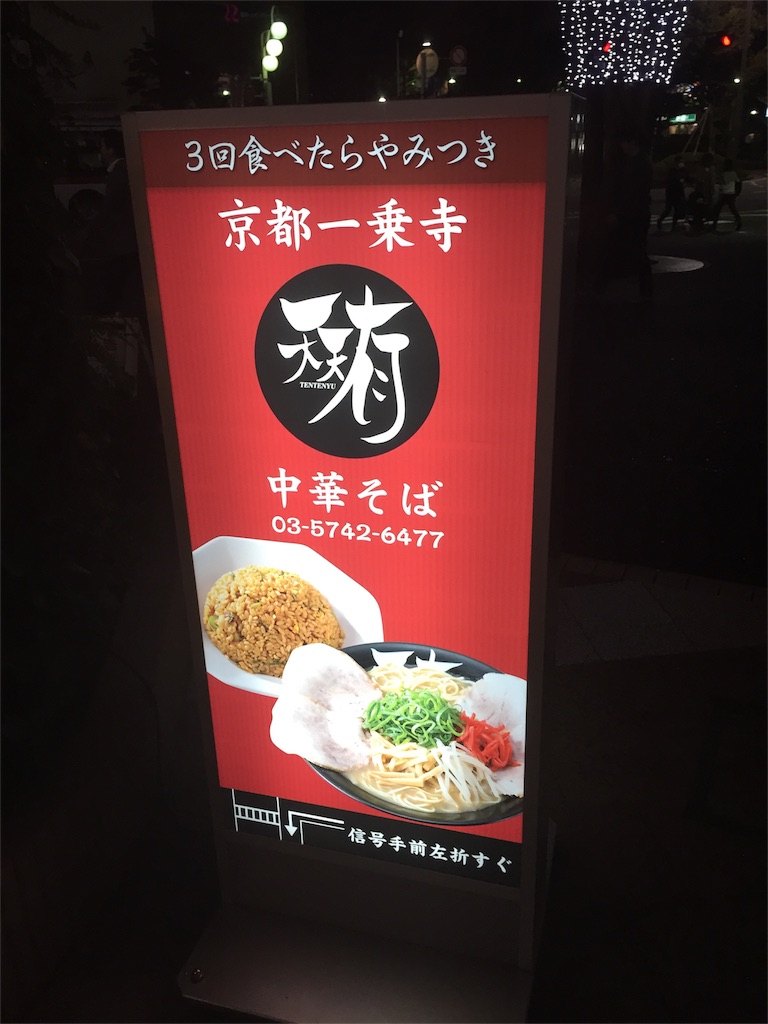 3回食べたらやみつき
京都一乗寺
天天有
TENTENYU
中華そば
03-5742-6477
信号手前左折すぐ